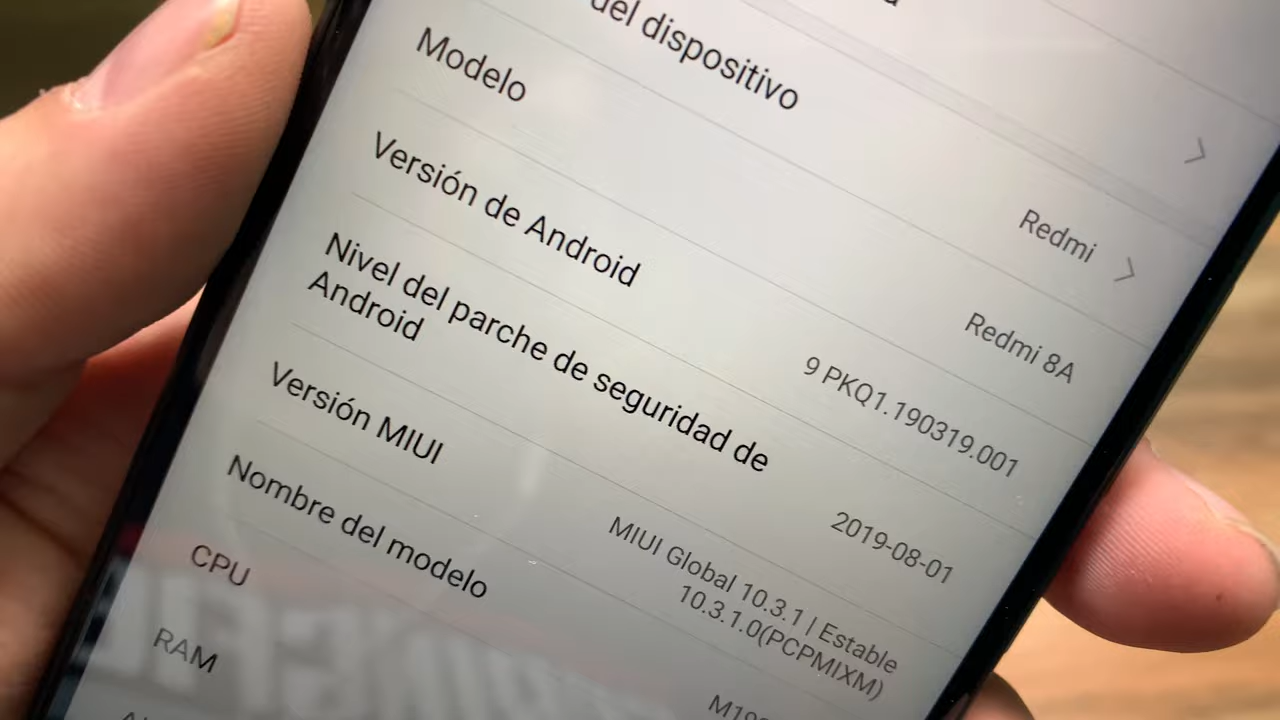 del dispositivo
Redmi
Modelo
Redmi 8A
Versión de Android
9 PKQ1.190319.001
Nivel del parche de seguridad de
Android
2019-08-01
Versión MIUI
MIUI Global 10.3.1 | Estable
10.3.1.0(PCPMIXM)
Nombre del modelo
CPU
RAM